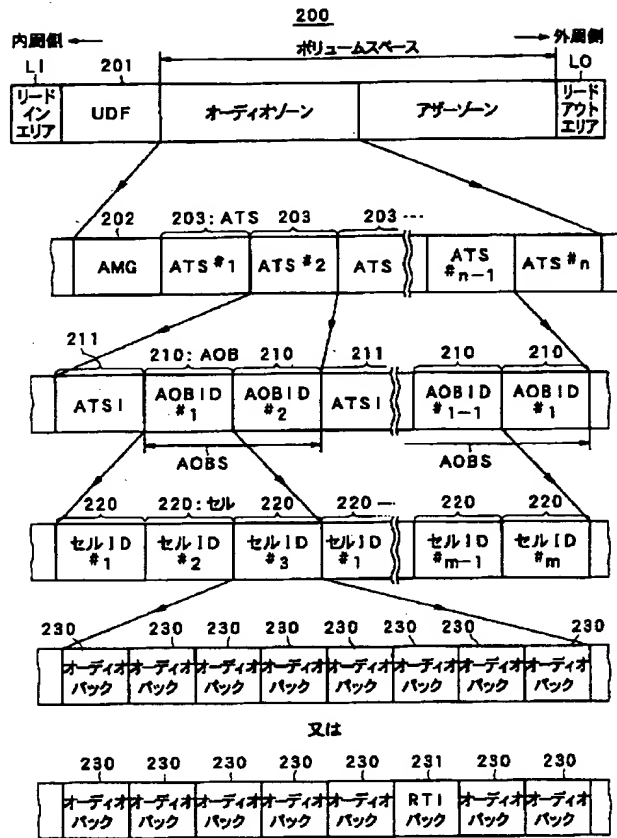 200
内周側 ← ボリュームスペース → 外周側
LI 201 LO
リードインエリア UDF オーディオゾーン アザーゾーン リードアウトエリア
202 203:ATS 203 203 …
AMG ATS #1 ATS #2 ATS ATS #n-1 ATS #n
211 210:AOB 210 211 210 210
ATSI AOBID #1 AOBID #2 ATSI AOBID #1-1 AOBID #1
AOBS AOBS
220 220:セル 220 220 … 220 220
セルID #1 セルID #2 セルID #3 セルID #1 セルID #m-1 セルID #m
230 230 230 230 230 230 230 230
オーディオパック オーディオパック オーディオパック オーディオパック オーディオパック オーディオパック オーディオパック オーディオパック
又は
230 230 230 230 230 231 230 230
オーディオパック オーディオパック オーディオパック オーディオパック オーディオパック RTIパック オーディオパック オーディオパック